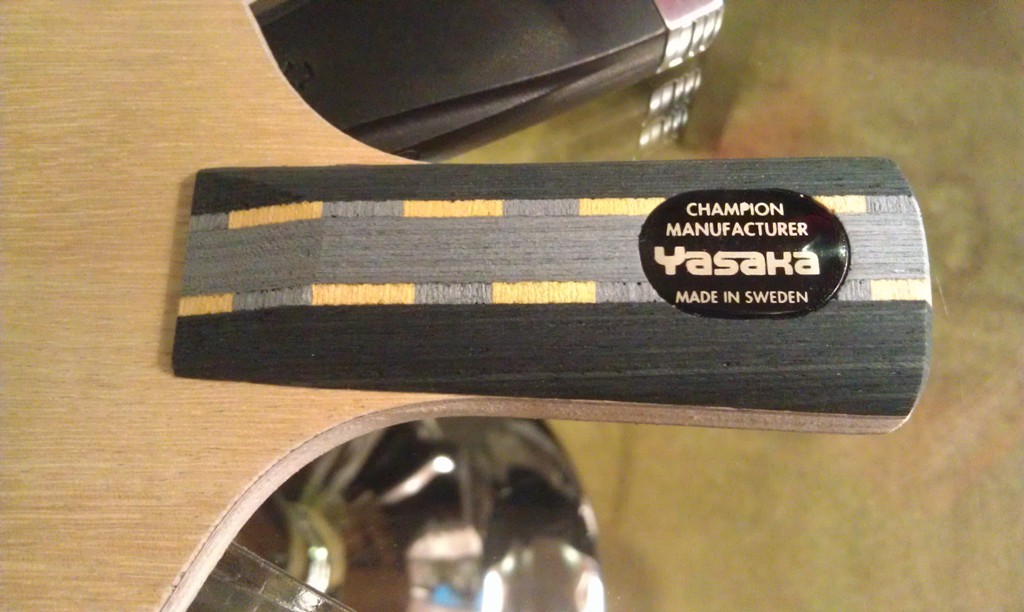 CHAMPION
MANUFACTURER
Yasaka
MADE IN SWEDEN